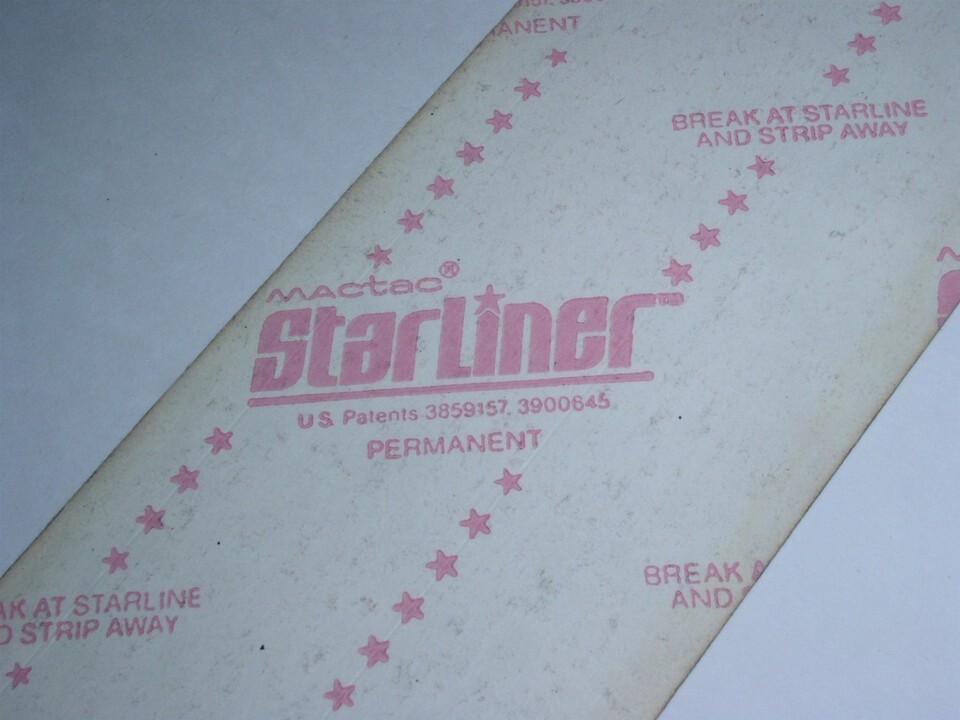 ANENT
BREAK AT STARLINE
AND STRIP AWAY
MACtac®
StarLiner™
U.S. Patents 3859157, 3900645
PERMANENT
AK AT STARLINE
D STRIP AWAY
BREAK A
AND